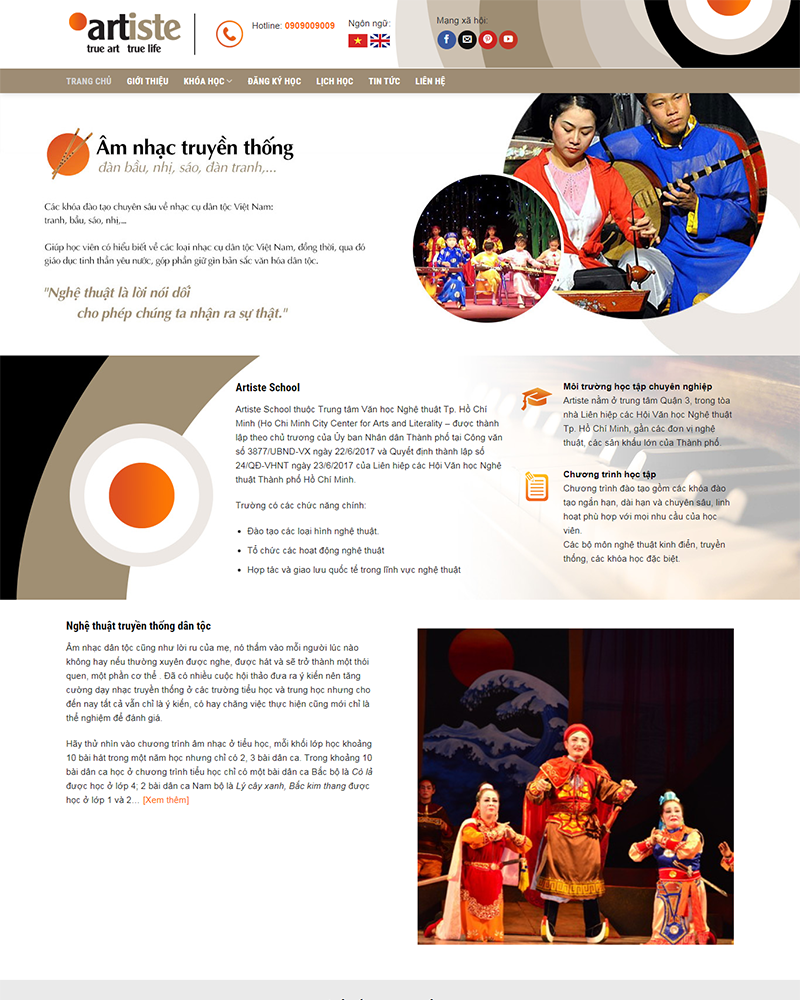 artiste
true art true life
Hotline: 0909009009
Ngôn ngữ:
Mạng xã hội:
TRANG CHỦ GIỚI THIỆU KHÓA HỌC ĐĂNG KÝ HỌC LỊCH HỌC TIN TỨC LIÊN HỆ
Âm nhạc truyền thống
đàn bầu, nhị, sáo, đàn tranh,...
Các khóa đào tạo chuyên sâu về nhạc cụ dân tộc Việt Nam:
tranh, bầu, sáo, nhị,...
Giúp học viên có hiểu biết về các loại nhạc cụ dân tộc Việt Nam, đồng thời, qua đó
giáo dục tinh thần yêu nước, góp phần giữ gìn bản sắc văn hóa dân tộc.
"Nghệ thuật là lời nói dối
cho phép chúng ta nhận ra sự thật."
Artiste School
Artiste School thuộc Trung tâm Văn học Nghệ thuật Tp. Hồ Chí
Minh (Ho Chi Minh City Center for Arts and Literality – được thành
lập theo chủ trương của Ủy ban Nhân dân Thành phố tại Công văn
số 3877/UBND-VX ngày 22/6/2017 và Quyết định thành lập số
24/QĐ-VHNT ngày 23/6/2017 của Liên hiệp các Hội Văn học Nghệ
thuật Thành phố Hồ Chí Minh.
Trường có các chức năng chính:
• Đào tạo các loại hình nghệ thuật.
• Tổ chức các hoạt động nghệ thuật
• Hợp tác và giao lưu quốc tế trong lĩnh vực nghệ thuật
Môi trường học tập chuyên nghiệp
Artiste nằm ở trung tâm Quận 3, trong tòa
nhà Liên hiệp các Hội Văn học Nghệ thuật
Tp. Hồ Chí Minh, gần các đơn vị nghệ
thuật, các sân khấu lớn của Thành phố.
Chương trình học tập
Chương trình đào tạo gồm các khóa đào
tạo ngắn hạn, dài hạn và chuyên sâu, linh
hoạt phù hợp với mọi nhu cầu của học
viên.
Các bộ môn nghệ thuật kinh điển, truyền
thống, các khóa học đặc biệt.
Nghệ thuật truyền thống dân tộc
Âm nhạc dân tộc cũng như lời ru của mẹ, nó thấm vào mỗi người lúc nào
không hay nếu thường xuyên được nghe, được hát và sẽ trở thành một thói
quen, một phần cơ thể . Đã có nhiều cuộc hội thảo đưa ra ý kiến nên tăng
cường dạy nhạc truyền thống ở các trường tiểu học và trung học nhưng cho
đến nay tất cả vẫn chỉ là ý kiến, có hay chăng việc thực hiện cũng mới chỉ là
thể nghiệm để đánh giá.
Hãy thử nhìn vào chương trình âm nhạc ở tiểu học, mỗi khối lớp học khoảng
10 bài hát trong một năm học nhưng chỉ có 2, 3 bài dân ca. Trong khoảng 10
bài dân ca học ở chương trình tiểu học chỉ có một bài dân ca Bắc bộ là Cò lả
được học ở lớp 4; 2 bài dân ca Nam bộ là Lý cây xanh, Bắc kim thang được
học ở lớp 1 và 2… [Xem thêm]